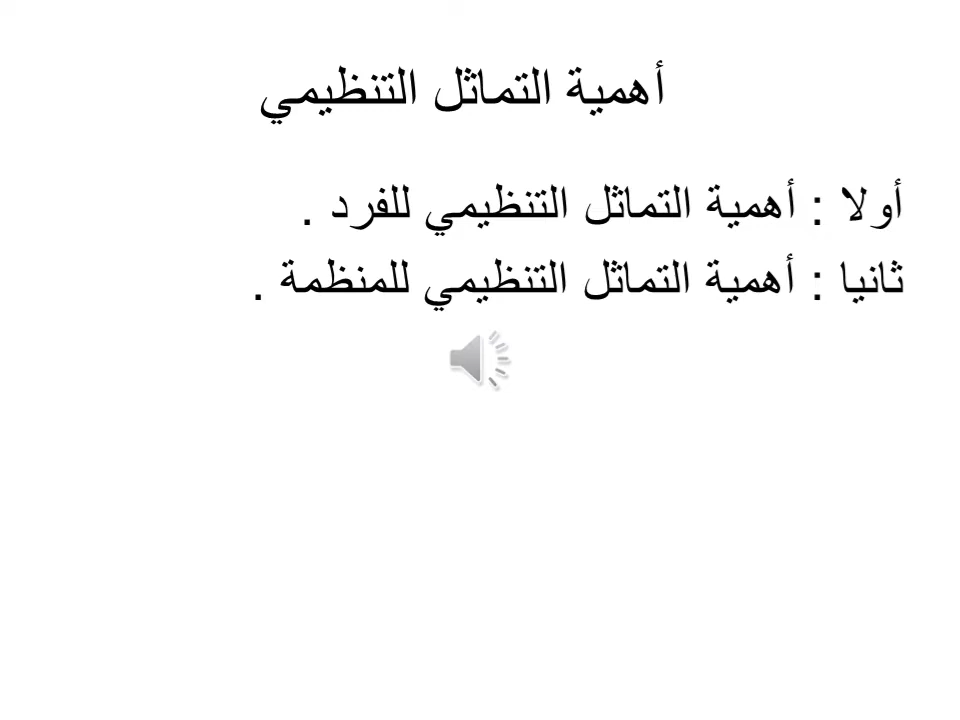 أهمية التماثل التنظيمي
أولا : أهمية التماثل التنظيمي للفرد .
ثانيا : أهمية التماثل التنظيمي للمنظمة .